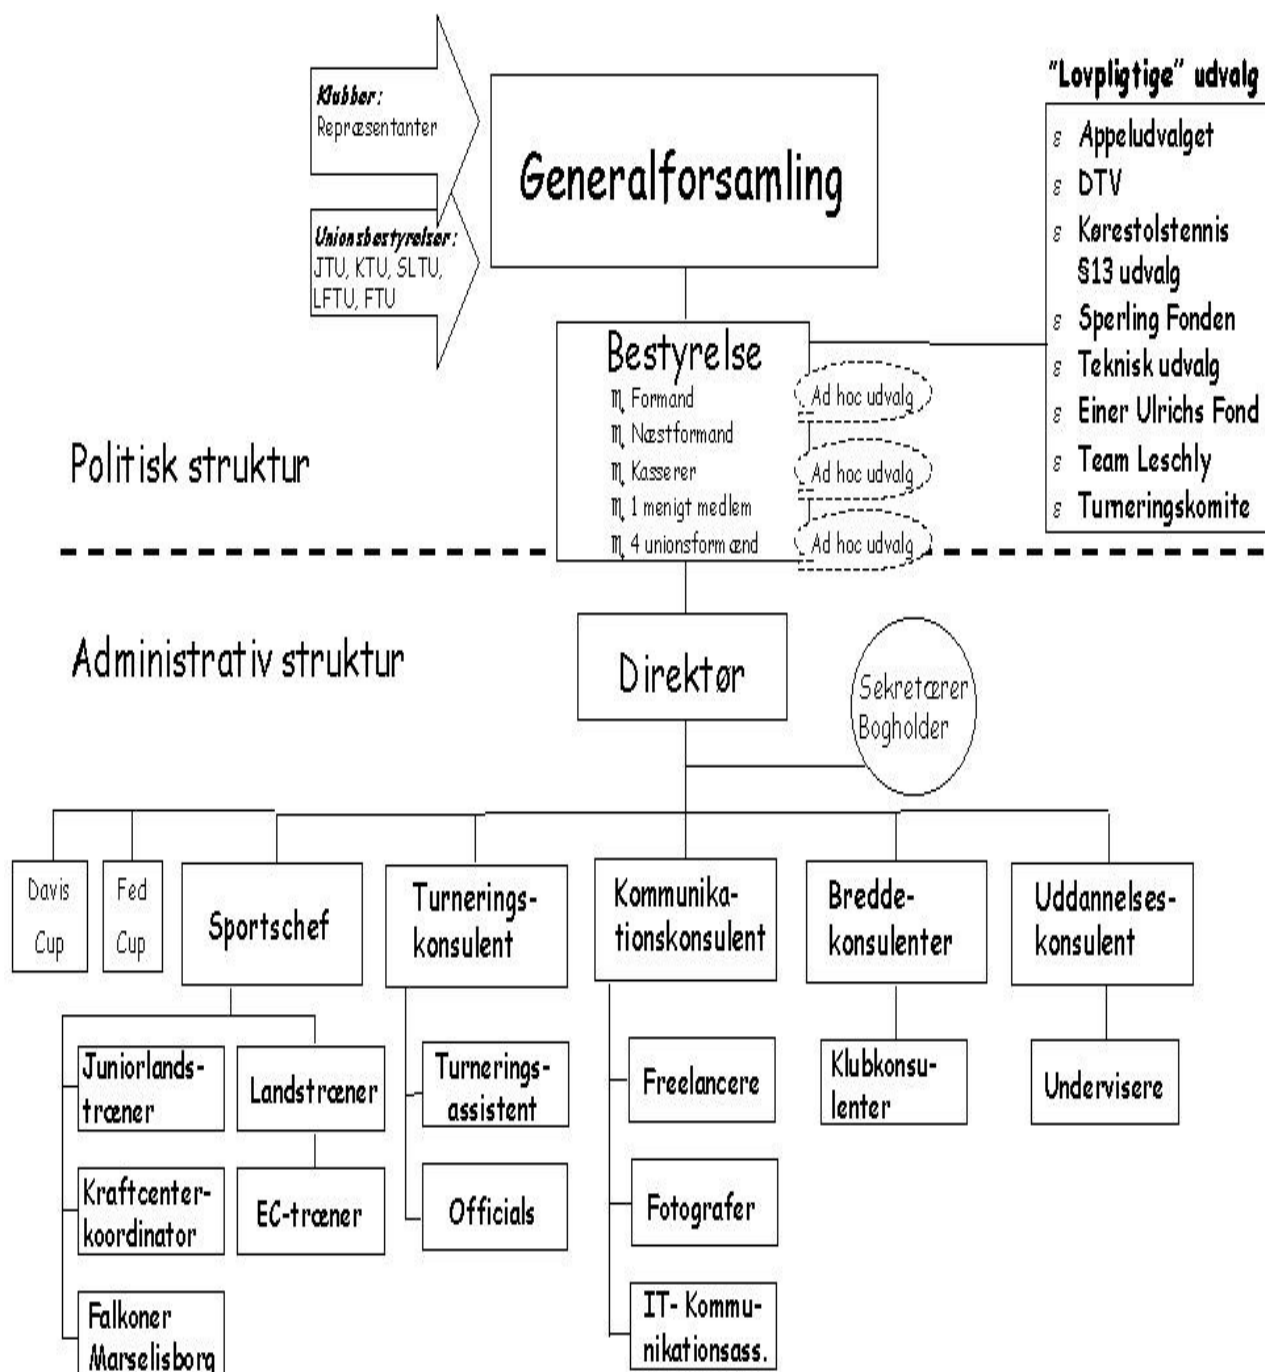 Klubber:
Repræsentanter
Unionsbestyrelser:
JTU, KTU, SLTU,
LFTU, FTU
Generalforsamling
"Lovpligtige" udvalg
ε Appeludvalget
ε DTV
ε Kørestolstennis
§13 udvalg
ε Sperling Fonden
ε Teknisk udvalg
ε Einer Ulrichs Fond
ε Team Leschly
ε Turneringskomite
Bestyrelse
♏ Formand
♏ Næstformand
♏ Kasserer
♏ 1 menigt medlem
♏ 4 unionsformænd
Ad hoc udvalg
Ad hoc udvalg
Ad hoc udvalg
Politisk struktur
Administrativ struktur
Direktør
Sekretærer
Bogholder
Davis
Cup
Fed
Cup
Sportschef
Turnerings-
konsulent
Kommunika-
tionskonsulent
Bredde-
konsulenter
Uddannelses-
konsulent
Juniorlands-
træner
Landstræner
Turnerings-
assistent
Freelancere
Klubkonsu-
lenter
Undervisere
Kraftcenter-
koordinator
EC-træner
Officials
Fotografer
Falkoner
Marselisborg
IT- Kommu-
nikationsass.